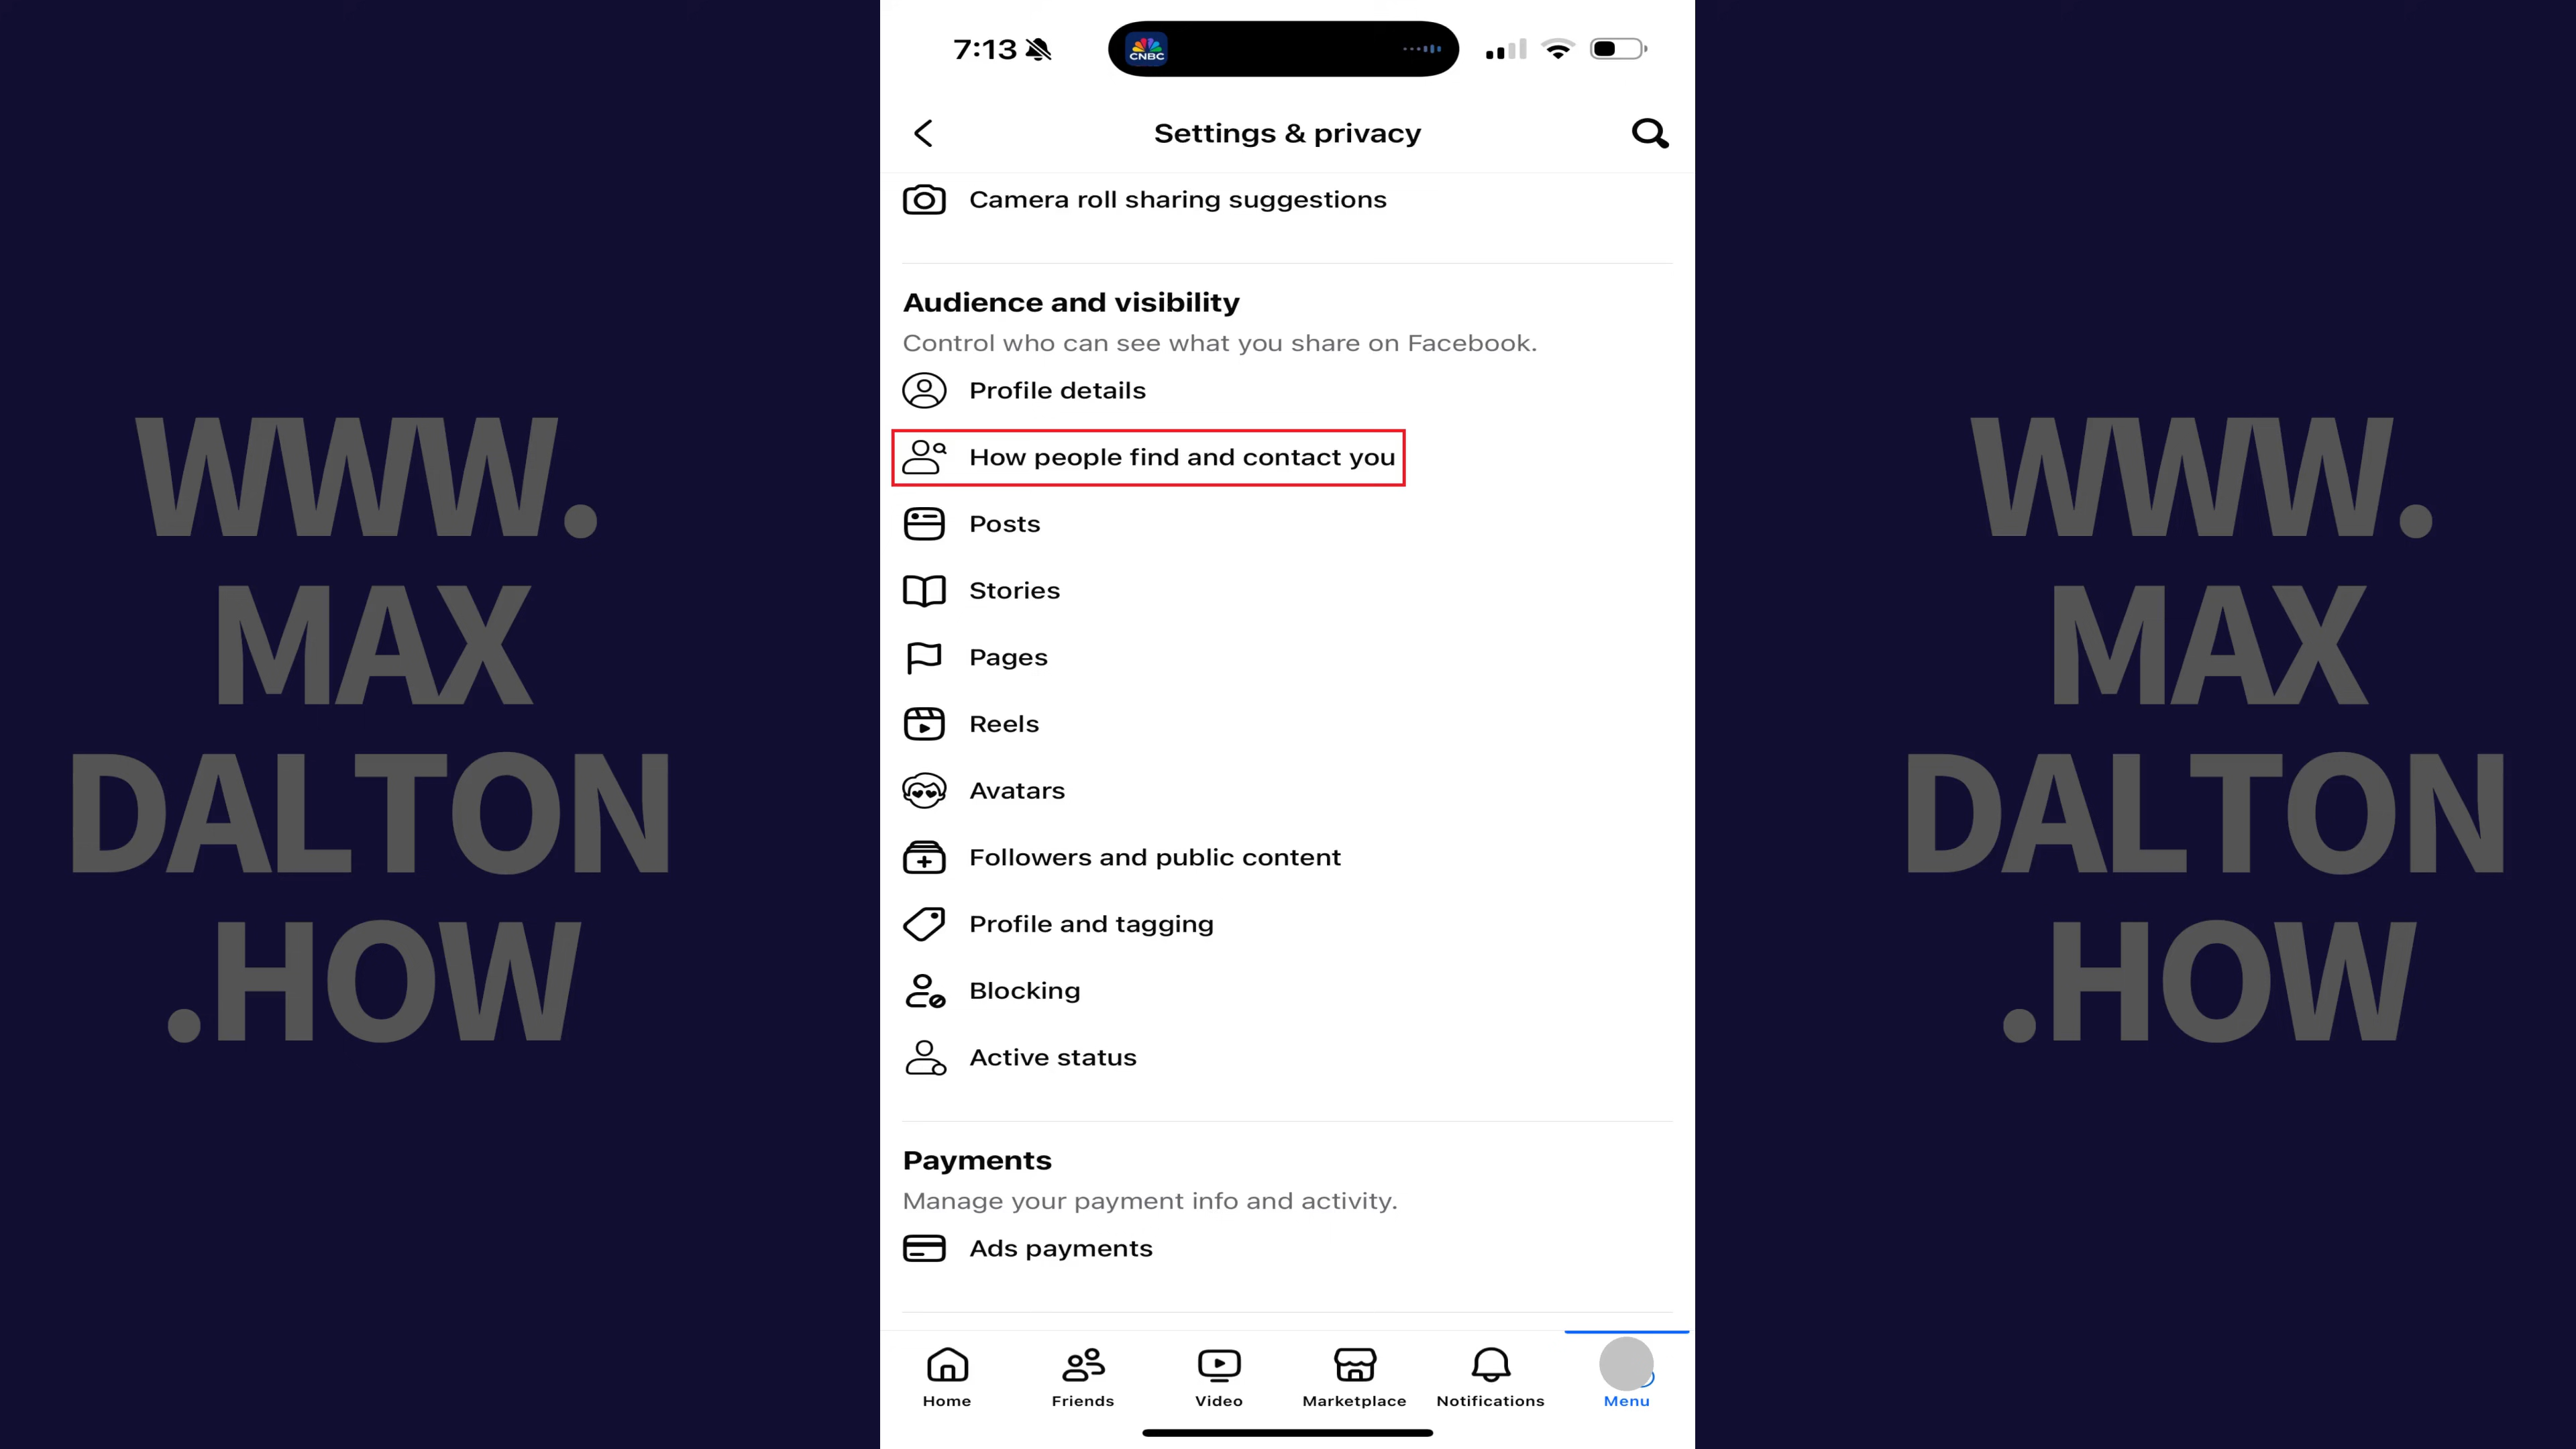 7:13
CNBC
Settings & privacy
Camera roll sharing suggestions
Audience and visibility
Control who can see what you share on Facebook.
Profile details
How people find and contact you
Posts
Stories
Pages
Reels
Avatars
Followers and public content
Profile and tagging
Blocking
Active status
Payments
Manage your payment info and activity.
Ads payments
Home
Friends
Video
Marketplace
Notifications
Menu
WWW.
MAX
DALTON
.HOW
WWW.
MAX
DALTON
.HOW